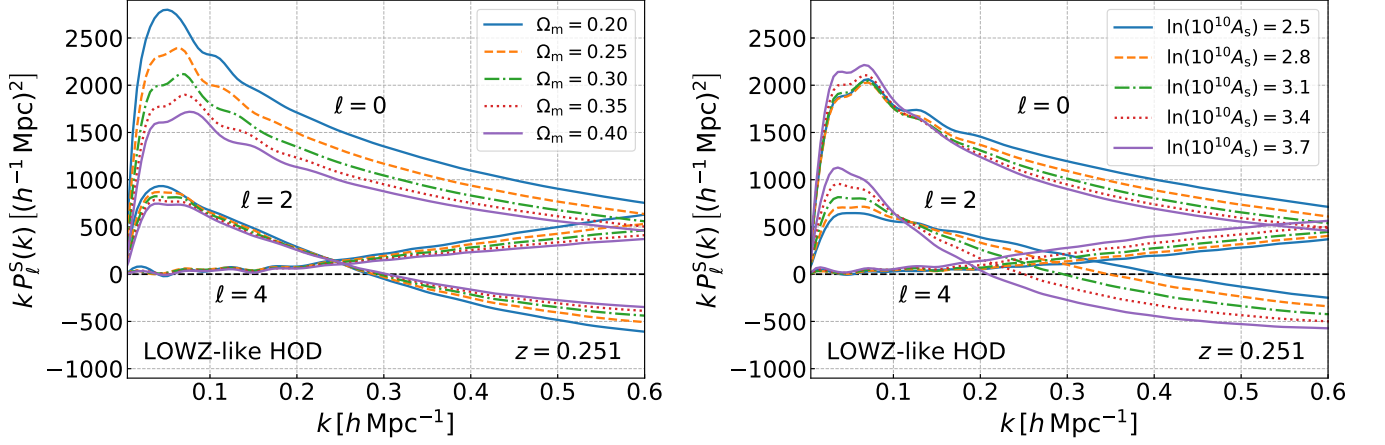 k P_ℓ^S(k) [(h⁻¹ Mpc)²]
2500
2000
1500
1000
500
0
−500
−1000
Ωₘ = 0.20
Ωₘ = 0.25
Ωₘ = 0.30
Ωₘ = 0.35
Ωₘ = 0.40
ℓ = 0
ℓ = 2
ℓ = 4
LOWZ-like HOD
z = 0.251
0.1 0.2 0.3 0.4 0.5 0.6
k [h Mpc⁻¹]
k P_ℓ^S(k) [(h⁻¹ Mpc)²]
2500
2000
1500
1000
500
0
−500
−1000
ln(10¹⁰Aₛ) = 2.5
ln(10¹⁰Aₛ) = 2.8
ln(10¹⁰Aₛ) = 3.1
ln(10¹⁰Aₛ) = 3.4
ln(10¹⁰Aₛ) = 3.7
ℓ = 0
ℓ = 2
ℓ = 4
LOWZ-like HOD
z = 0.251
0.1 0.2 0.3 0.4 0.5 0.6
k [h Mpc⁻¹]